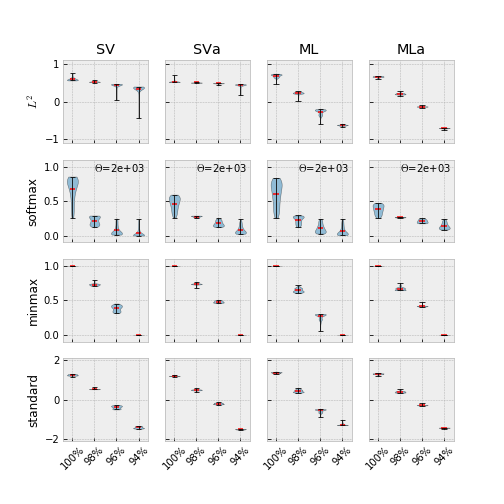 SV SVa ML MLa
L²
1
0
−1
softmax
1.0
0.5
0.0
Θ=2e+03 Θ=2e+03 Θ=2e+03 Θ=2e+03
minmax
1.0
0.5
0.0
standard
2
0
−2
100% 98% 96% 94% 100% 98% 96% 94% 100% 98% 96% 94% 100% 98% 96% 94%